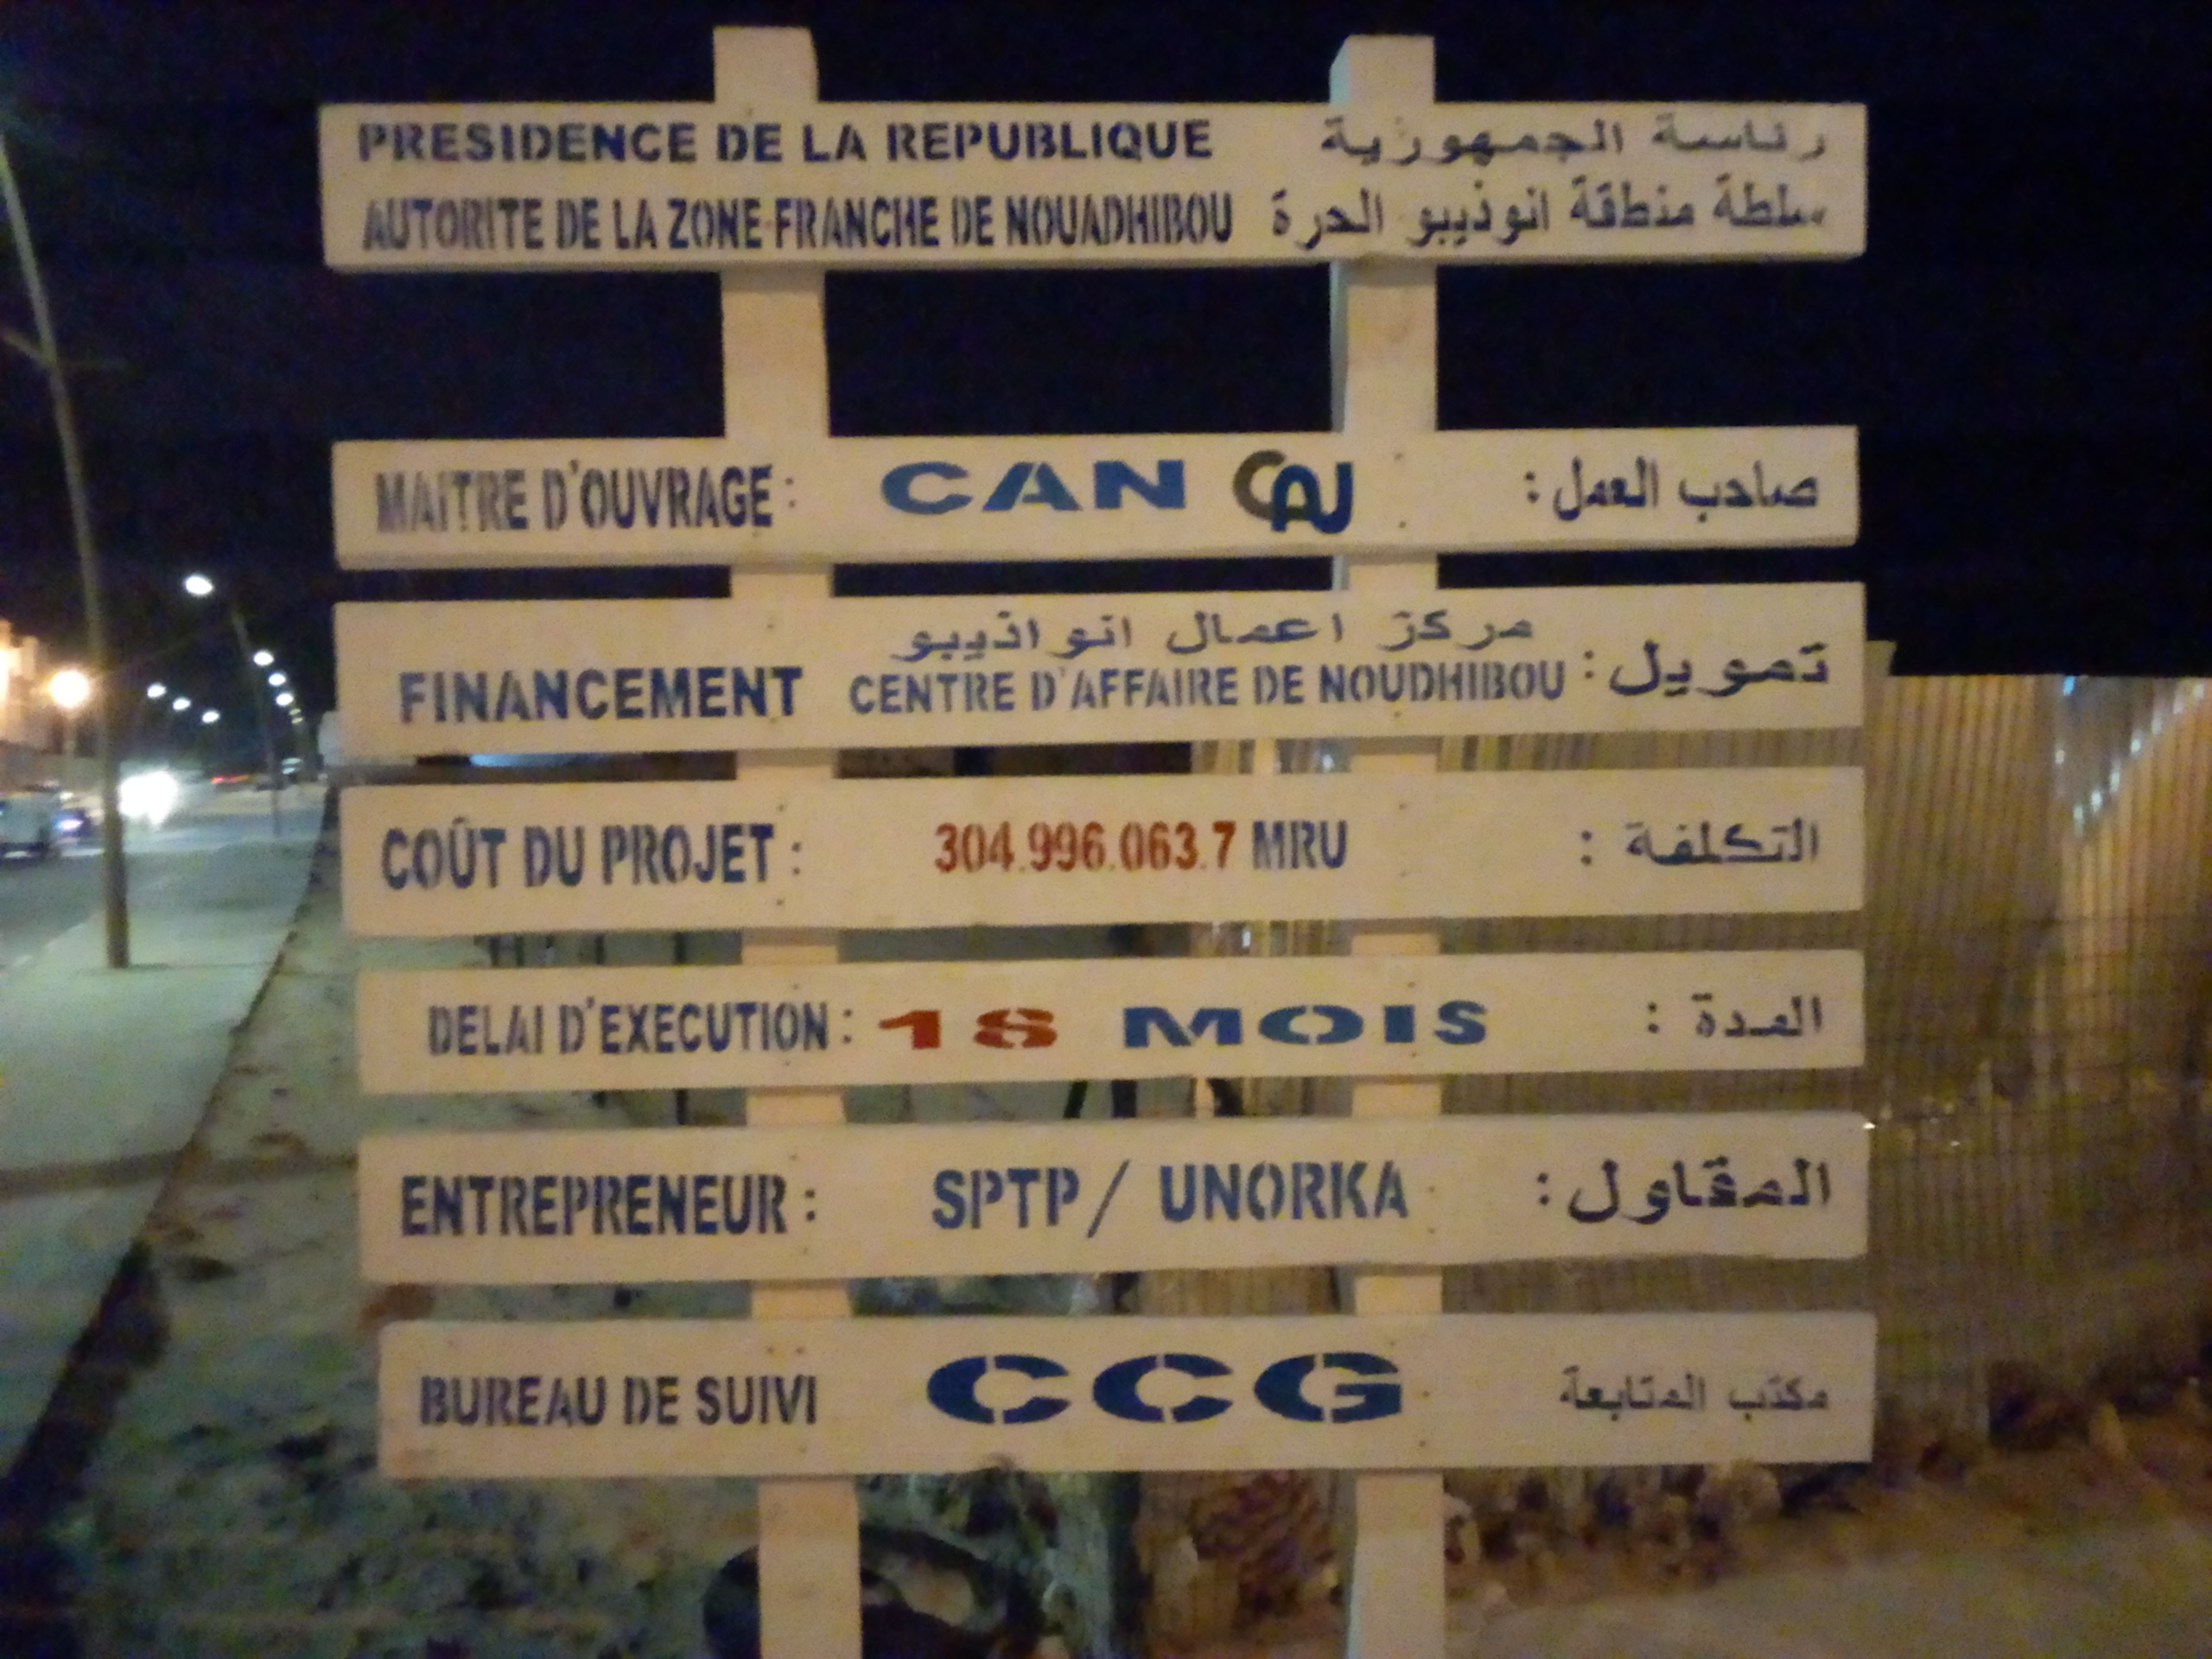 PRESIDENCE DE LA REPUBLIQUE رئاسة الجمهورية
AUTORITE DE LA ZONE FRANCHE DE NOUADHIBOU سلطة منطقة انوذيبو الحرة
MAITRE D'OUVRAGE : CAN CAN صاحب العمل :
مركز اعمال انواذيبو
FINANCEMENT CENTRE D'AFFAIRE DE NOUDHIBOU تمويل :
COÛT DU PROJET : 304.996.063.7 MRU التكلفة :
DELAI D'EXECUTION : 18 MOIS المدة :
ENTREPRENEUR : SPTP / UNORKA المقاول :
BUREAU DE SUIVI CCG مكتب المتابعة